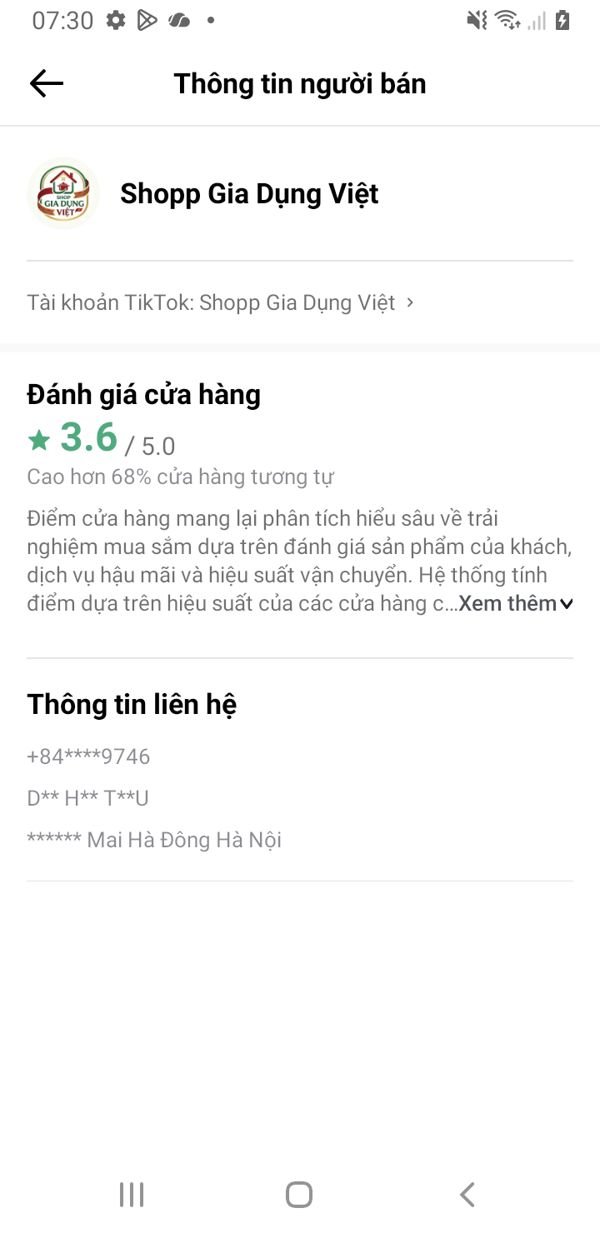 07:30
Thông tin người bán
SHOP
GIA DỤNG
VIỆT
Shopp Gia Dụng Việt
Tài khoản TikTok: Shopp Gia Dụng Việt
Đánh giá cửa hàng
3.6 / 5.0
Cao hơn 68% cửa hàng tương tự
Điểm cửa hàng mang lại phân tích hiểu sâu về trải
nghiệm mua sắm dựa trên đánh giá sản phẩm của khách,
dịch vụ hậu mãi và hiệu suất vận chuyển. Hệ thống tính
điểm dựa trên hiệu suất của các cửa hàng c...Xem thêm
Thông tin liên hệ
+84****9746
D** H** T**U
****** Mai Hà Đông Hà Nội